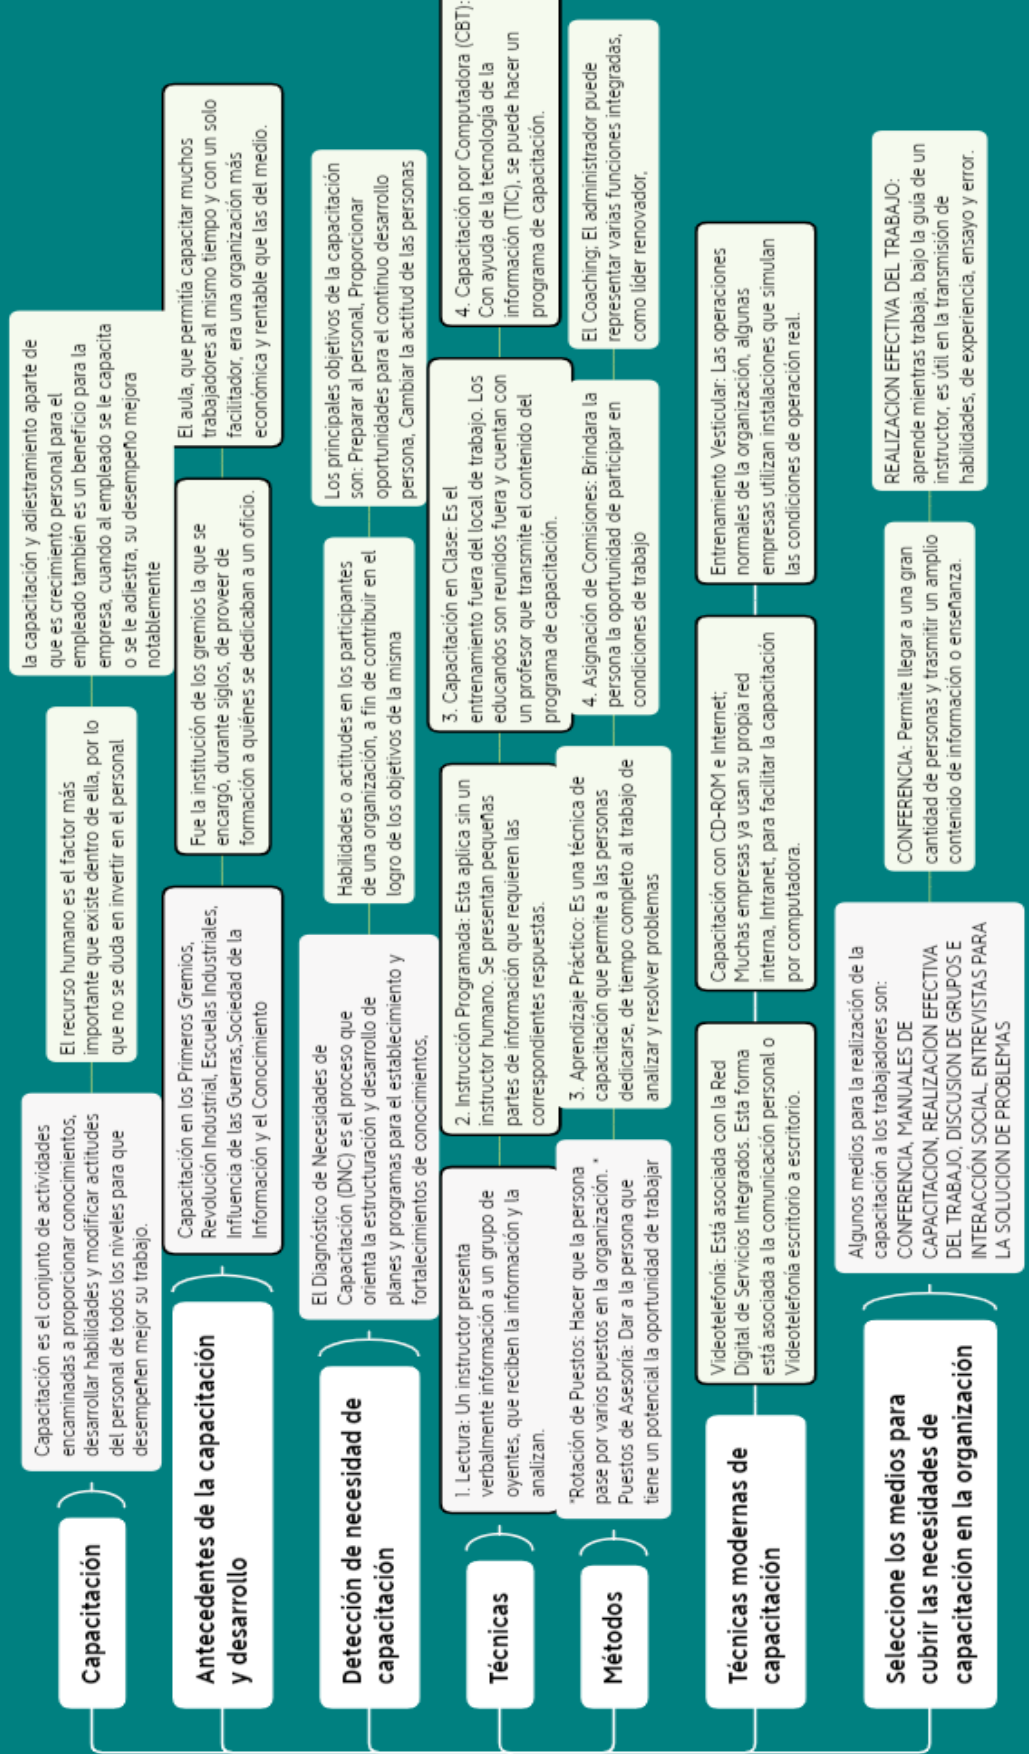 Capacitación
Capacitación es el conjunto de actividades
encaminadas a proporcionar conocimientos,
desarrollar habilidades y modificar actitudes
del personal de todos los niveles para que
desempeñen mejor su trabajo.
El recurso humano es el factor más
importante que existe dentro de ella, por lo
que no se duda en invertir en el personal
la capacitación y adiestramiento aparte de
que es crecimiento personal para el
empleado también es un beneficio para la
empresa, cuando al empleado se le capacita
o se le adiestra, su desempeño mejora
notablemente
Antecedentes de la capacitación
y desarrollo
Capacitación en los Primeros Gremios,
Revolución Industrial, Escuelas Industriales,
Influencia de las Guerras,Sociedad de la
Información y el Conocimiento
Fue la institución de los gremios la que se
encargó, durante siglos, de proveer de
formación a quiénes se dedicaban a un oficio.
El aula, que permitía capacitar muchos
trabajadores al mismo tiempo y con un solo
facilitador, era una organización más
económica y rentable que las del medio.
Detección de necesidad de
capacitación
El Diagnóstico de Necesidades de
Capacitación (DNC) es el proceso que
orienta la estructuración y desarrollo de
planes y programas para el establecimiento y
fortalecimientos de conocimientos,
Habilidades o actitudes en los participantes
de una organización, a fin de contribuir en el
logro de los objetivos de la misma
Los principales objetivos de la capacitación
son: Preparar al personal, Proporcionar
oportunidades para el continuo desarrollo
persona, Cambiar la actitud de las personas
Técnicas
1. Lectura: Un instructor presenta
verbalmente información a un grupo de
oyentes, que reciben la información y la
analizan.
2. Instrucción Programada: Esta aplica sin un
instructor humano. Se presentan pequeñas
partes de información que requieren las
correspondientes respuestas.
3. Capacitación en Clase: Es el
entrenamiento fuera del local de trabajo. Los
educandos son reunidos fuera y cuentan con
un profesor que transmite el contenido del
programa de capacitación.
4. Capacitación por Computadora (CBT):
Con ayuda de la tecnología de la
información (TIC), se puede hacer un
programa de capacitación.
Métodos
"Rotación de Puestos: Hacer que la persona
pase por varios puestos en la organización. "
Puestos de Asesoría: Dar a la persona que
tiene un potencial la oportunidad de trabajar
3. Aprendizaje Práctico: Es una técnica de
capacitación que permite a las personas
dedicarse, de tiempo completo al trabajo de
analizar y resolver problemas
4. Asignación de Comisiones: Brindara la
persona la oportunidad de participar en
condiciones de trabajo
El Coaching; El administrador puede
representar varias funciones integradas,
como líder renovador,
Técnicas modernas de
capacitación
Videotelefonía: Está asociada con la Red
Digital de Servicios Integrados. Esta forma
está asociada a la comunicación personal o
Videotelefonía escritorio a escritorio.
Capacitación con CD-ROM e Internet;
Muchas empresas ya usan su propia red
interna, Intranet, para facilitar la capacitación
por computadora.
Entrenamiento Vesticular: Las operaciones
normales de la organización, algunas
empresas utilizan instalaciones que simulan
las condiciones de operación real.
Seleccione los medios para
cubrir las necesidades de
capacitación en la organización
Algunos medios para la realización de la
capacitación a los trabajadores son:
CONFERENCIA, MANUALES DE
CAPACITACION, REALIZACION EFECTIVA
DEL TRABAJO, DISCUSION DE GRUPOS E
INTERACCIÓN SOCIAL, ENTREVISTAS PARA
LA SOLUCION DE PROBLEMAS
CONFERENCIA: Permite llegar a una gran
cantidad de personas y trasmitir un amplio
contenido de información o enseñanza.
REALIZACION EFECTIVA DEL TRABAJO:
aprende mientras trabaja, bajo la guía de un
instructor, es útil en la transmisión de
habilidades, de experiencia, ensayo y error.